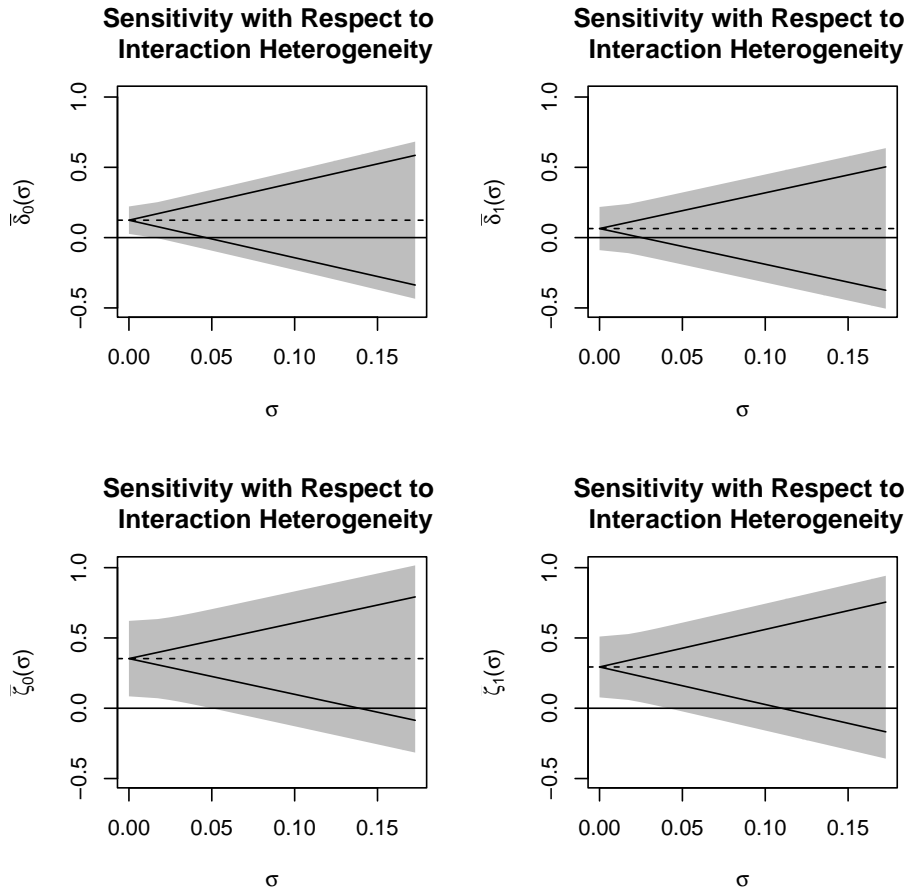 Sensitivity with Respect to
Interaction Heterogeneity
1.0
0.5
0.0
−0.5
δ̅₀(σ)
0.00 0.05 0.10 0.15
σ
Sensitivity with Respect to
Interaction Heterogeneity
1.0
0.5
0.0
−0.5
δ̅₁(σ)
0.00 0.05 0.10 0.15
σ
Sensitivity with Respect to
Interaction Heterogeneity
1.0
0.5
0.0
−0.5
ζ̅₀(σ)
0.00 0.05 0.10 0.15
σ
Sensitivity with Respect to
Interaction Heterogeneity
1.0
0.5
0.0
−0.5
ζ₁(σ)
0.00 0.05 0.10 0.15
σ